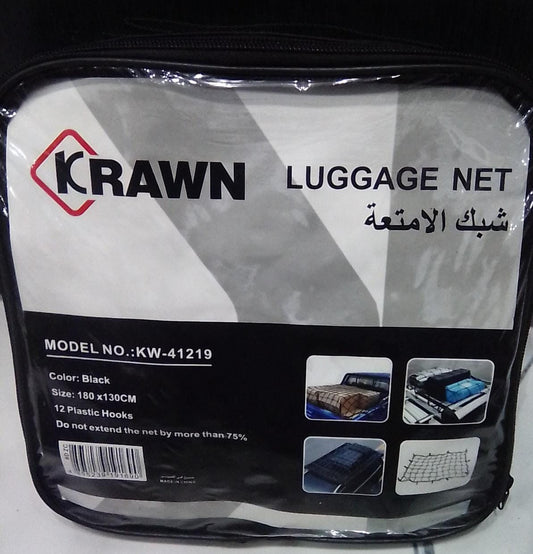 KRAWN
LUGGAGE NET
شبك الامتعة
MODEL NO.:KW-41219
Color: Black
Size: 180 x130CM
12 Plastic Hooks
Do not extend the net by more than 75%
MADE IN CHINA